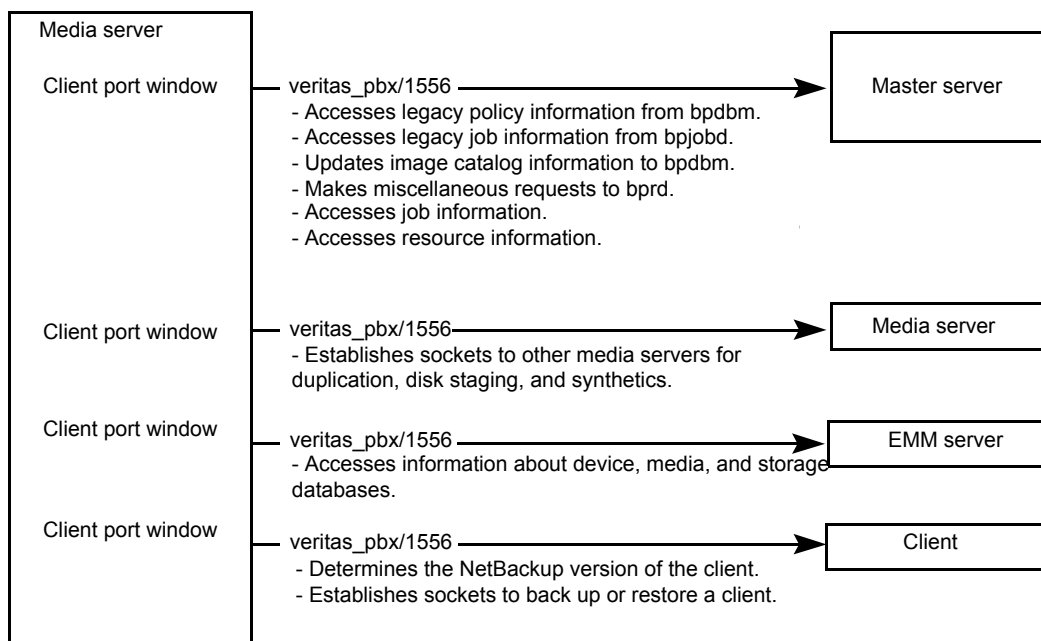 Media server
Client port window
veritas_pbx/1556
Master server
- Accesses legacy policy information from bpdbm.
- Accesses legacy job information from bpjobd.
- Updates image catalog information to bpdbm.
- Makes miscellaneous requests to bprd.
- Accesses job information.
- Accesses resource information.
Client port window
veritas_pbx/1556
Media server
- Establishes sockets to other media servers for
duplication, disk staging, and synthetics.
Client port window
veritas_pbx/1556
EMM server
- Accesses information about device, media, and storage
databases.
Client port window
veritas_pbx/1556
Client
- Determines the NetBackup version of the client.
- Establishes sockets to back up or restore a client.